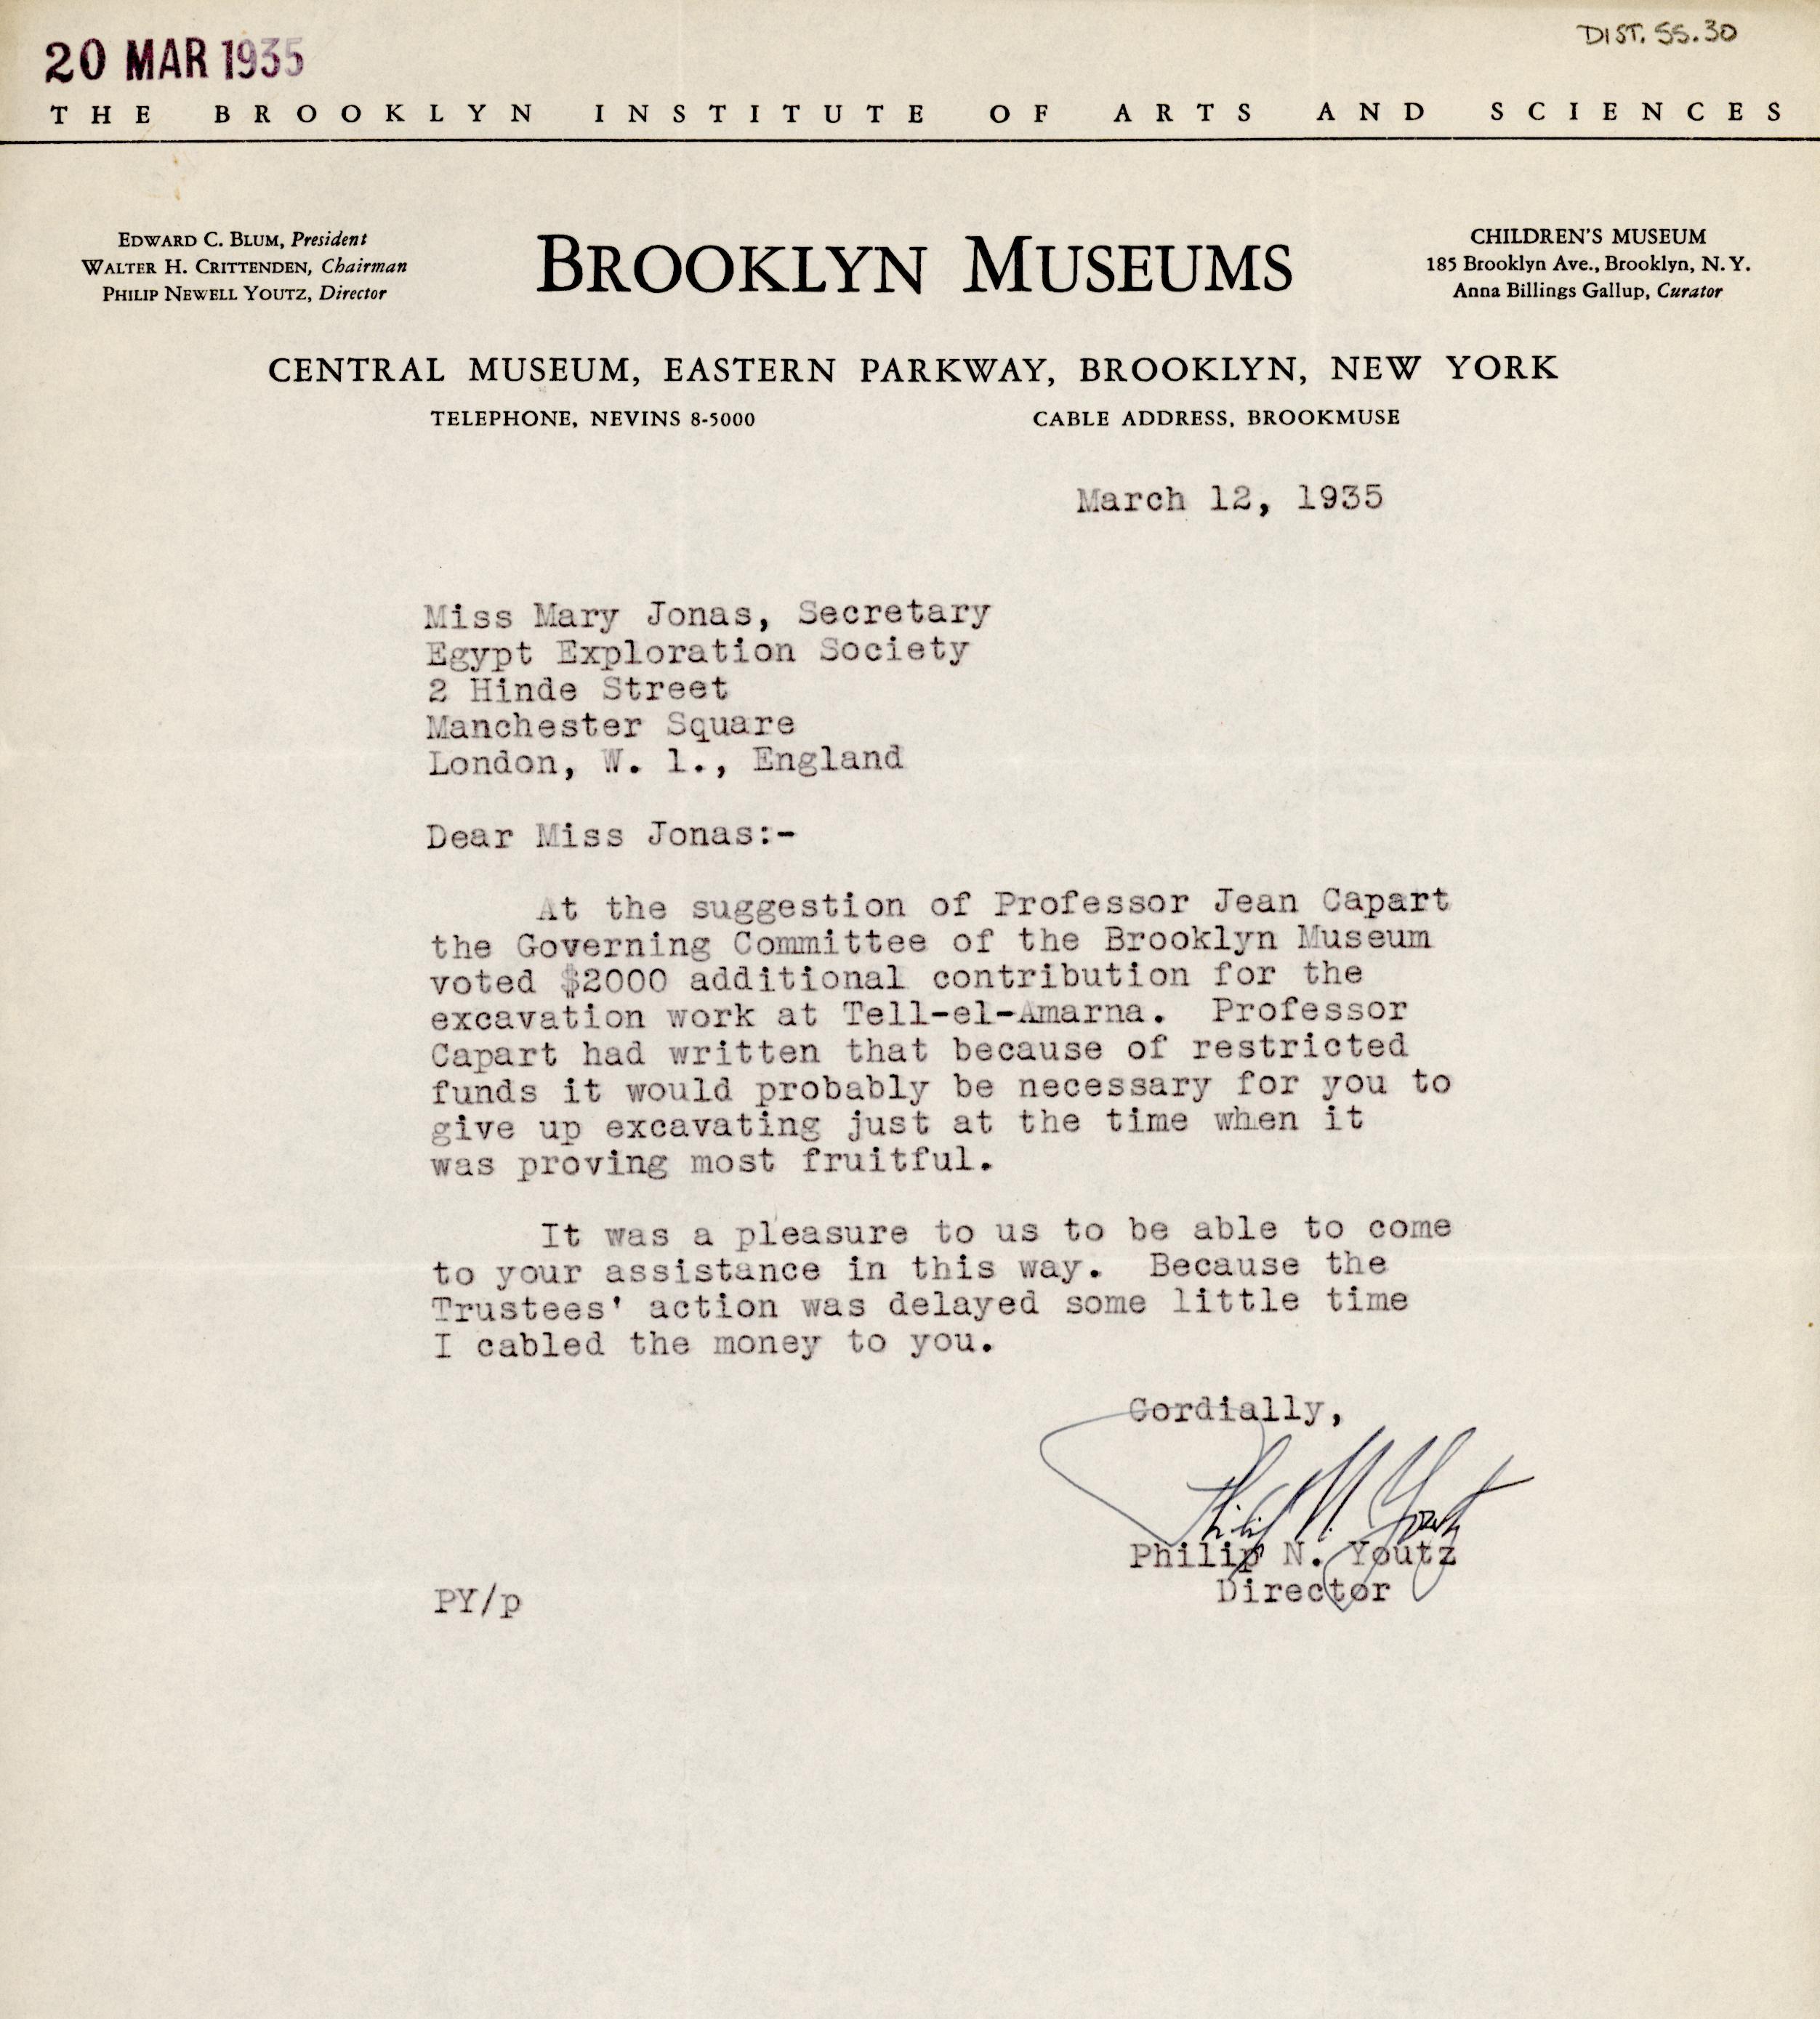 20 MAR 1935
DIST. 55.30
THE BROOKLYN INSTITUTE OF ARTS AND SCIENCES
EDWARD C. BLUM, President
WALTER H. CRITTENDEN, Chairman
PHILIP NEWELL YOUTZ, Director
BROOKLYN MUSEUMS
CHILDREN'S MUSEUM
185 Brooklyn Ave., Brooklyn, N.Y.
Anna Billings Gallup, Curator
CENTRAL MUSEUM, EASTERN PARKWAY, BROOKLYN, NEW YORK
TELEPHONE, NEVINS 8-5000
CABLE ADDRESS, BROOKMUSE
March 12, 1935
Miss Mary Jonas, Secretary
Egypt Exploration Society
2 Hinde Street
Manchester Square
London, W. 1., England
Dear Miss Jonas:-
At the suggestion of Professor Jean Capart
the Governing Committee of the Brooklyn Museum
voted $2000 additional contribution for the
excavation work at Tell-el-Amarna. Professor
Capart had written that because of restricted
funds it would probably be necessary for you to
give up excavating just at the time when it
was proving most fruitful.
It was a pleasure to us to be able to come
to your assistance in this way. Because the
Trustees' action was delayed some little time
I cabled the money to you.
Cordially,
Philip N. Youtz
Philip N. Youtz
Director
PY/p